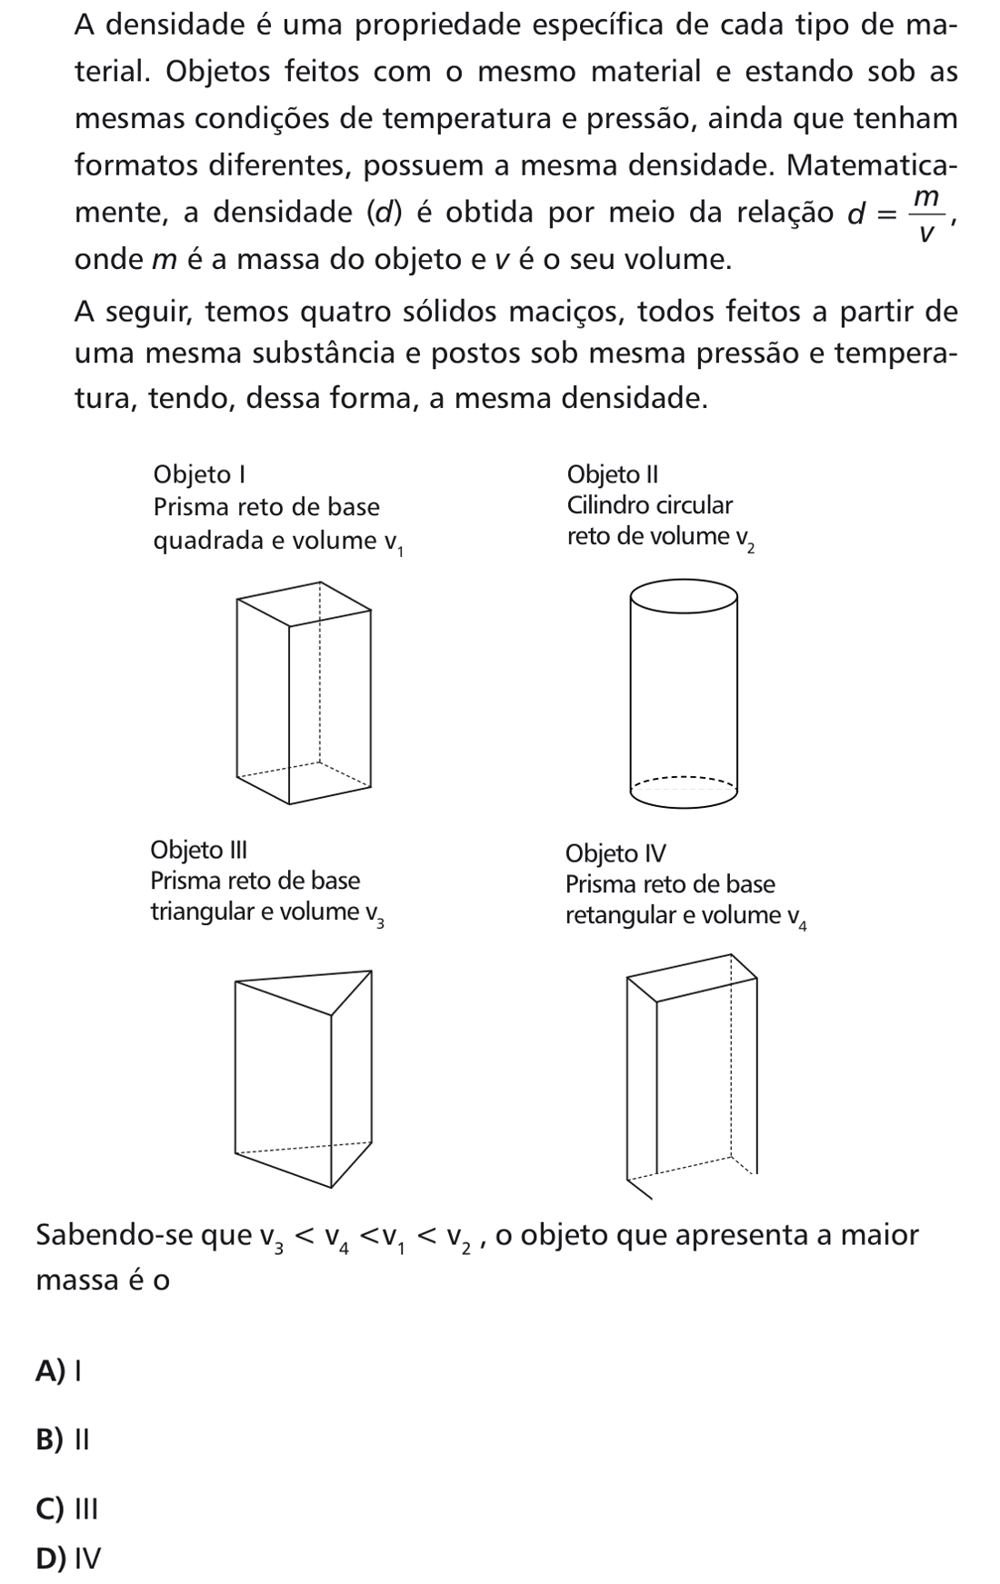 A densidade é uma propriedade específica de cada tipo de ma-
terial. Objetos feitos com o mesmo material e estando sob as
mesmas condições de temperatura e pressão, ainda que tenham
formatos diferentes, possuem a mesma densidade. Matematica-
mente, a densidade (d) é obtida por meio da relação d = m/v,
onde m é a massa do objeto e v é o seu volume.
A seguir, temos quatro sólidos maciços, todos feitos a partir de
uma mesma substância e postos sob mesma pressão e tempera-
tura, tendo, dessa forma, a mesma densidade.
Objeto I
Prisma reto de base
quadrada e volume v₁
Objeto II
Cilindro circular
reto de volume v₂
Objeto III
Prisma reto de base
triangular e volume v₃
Objeto IV
Prisma reto de base
retangular e volume v₄
Sabendo-se que v₃ < v₄ <v₁ < v₂ , o objeto que apresenta a maior
massa é o
A) I
B) II
C) III
D) IV